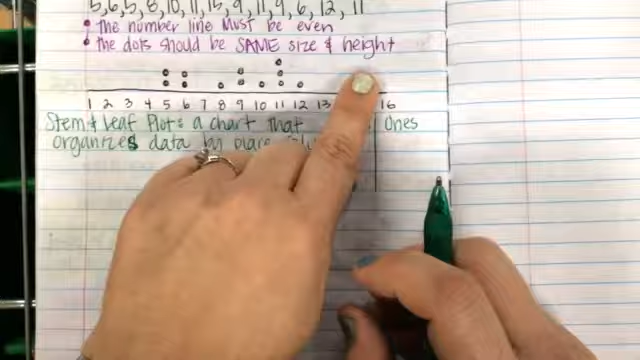 5,6,5,8,10,11,15,9,11,9,6,12,11
• The number line MUST be even
• the dots should be SAME size & height
1 2 3 4 5 6 7 8 9 10 11 12 13 16
Stem & Leaf Plot: a chart that Ones
organizes data by place